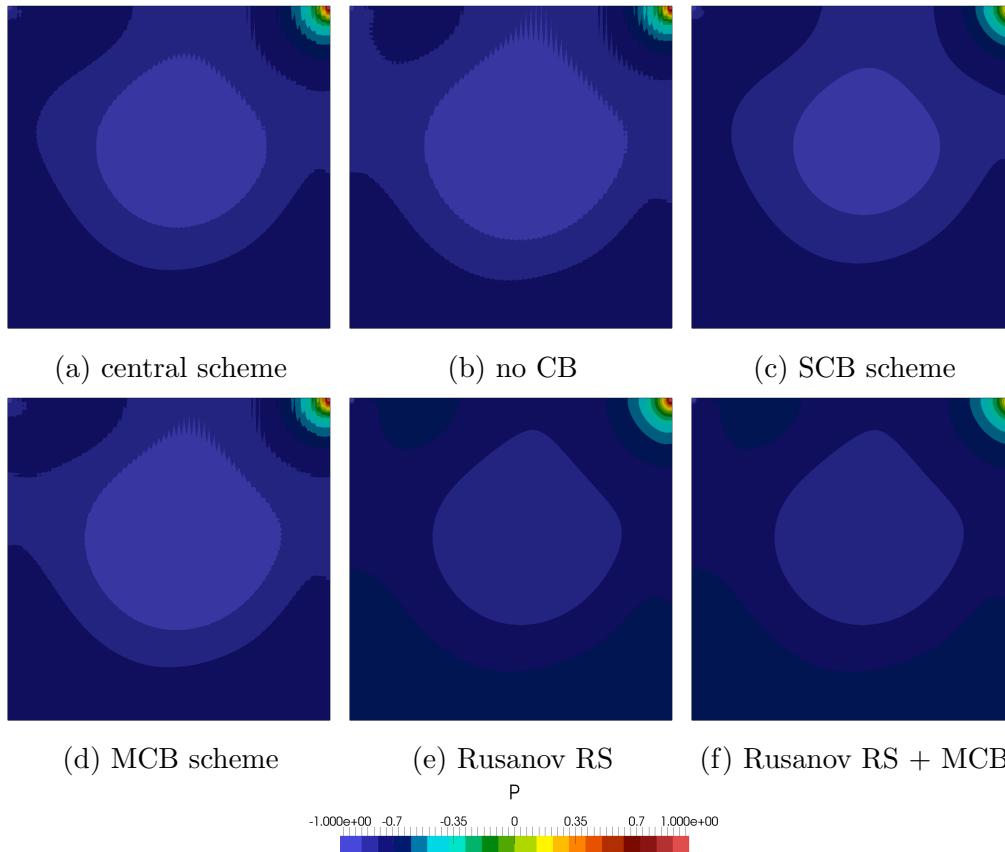 (a) central scheme (b) no CB (c) SCB scheme
(d) MCB scheme (e) Rusanov RS (f) Rusanov RS + MCB
P
-1.000e+00 -0.7 -0.35 0 0.35 0.7 1.000e+00